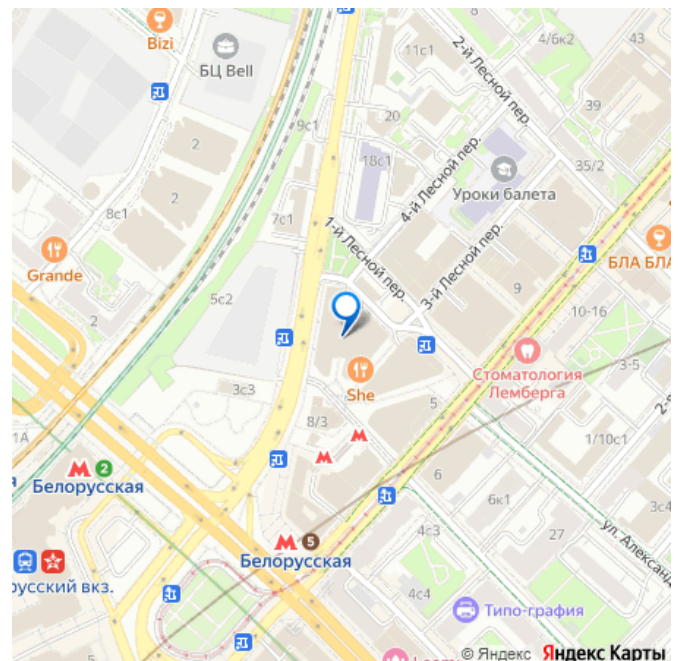 Bizi
БЦ Bell
11с1
2-й Лесной пер.
4/6к2
43
39
20
9с1
2
18с1
4-й Лесной пер.
35/2
Уроки балета
2
8с1
7с1
1-й Лесной пер.
3-й Лесной пер.
Grande
БЛА БЛА
5с2
9
10-16
2
Стоматология
Лемберга
3-5
She
3с3
5
8/3
2-я
1/10с1
1А
М 2
Белорусская
6
6к1
3с4
М 5
Белорусская
4с3
27
ул. Александ
русский вкз.
4с4
Типо-графия
© Яндекс Яндекс Карты